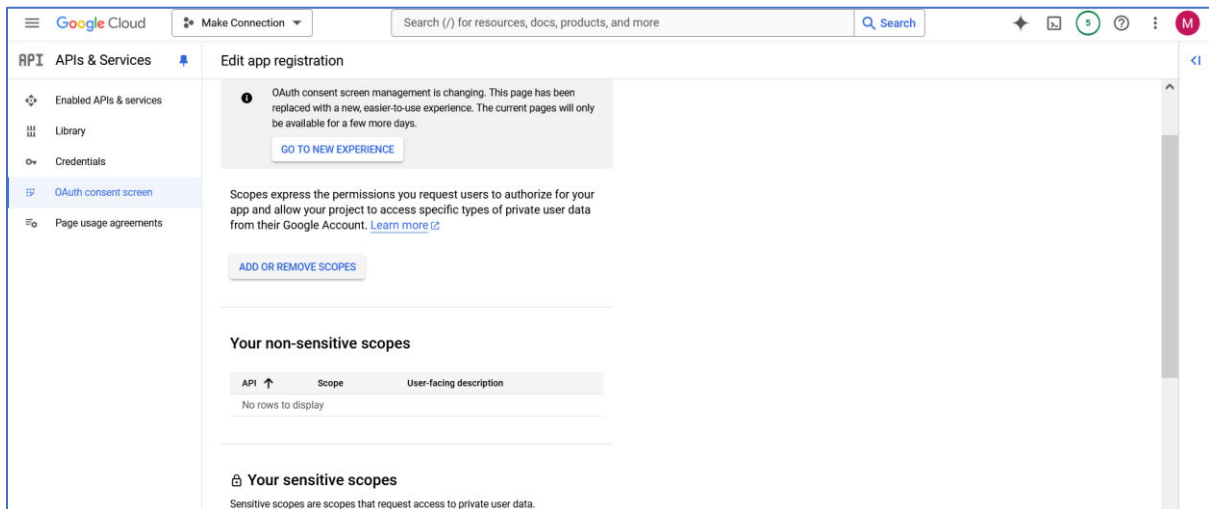 Google Cloud
Make Connection
Search (/) for resources, docs, products, and more
Search
5
M
API APIs & Services
Edit app registration
Enabled APIs & services
Library
Credentials
OAuth consent screen
Page usage agreements
OAuth consent screen management is changing. This page has been
replaced with a new, easier-to-use experience. The current pages will only
be available for a few more days.
GO TO NEW EXPERIENCE
Scopes express the permissions you request users to authorize for your
app and allow your project to access specific types of private user data
from their Google Account. Learn more
ADD OR REMOVE SCOPES
Your non-sensitive scopes
API Scope User-facing description
No rows to display
Your sensitive scopes
Sensitive scopes are scopes that request access to private user data.